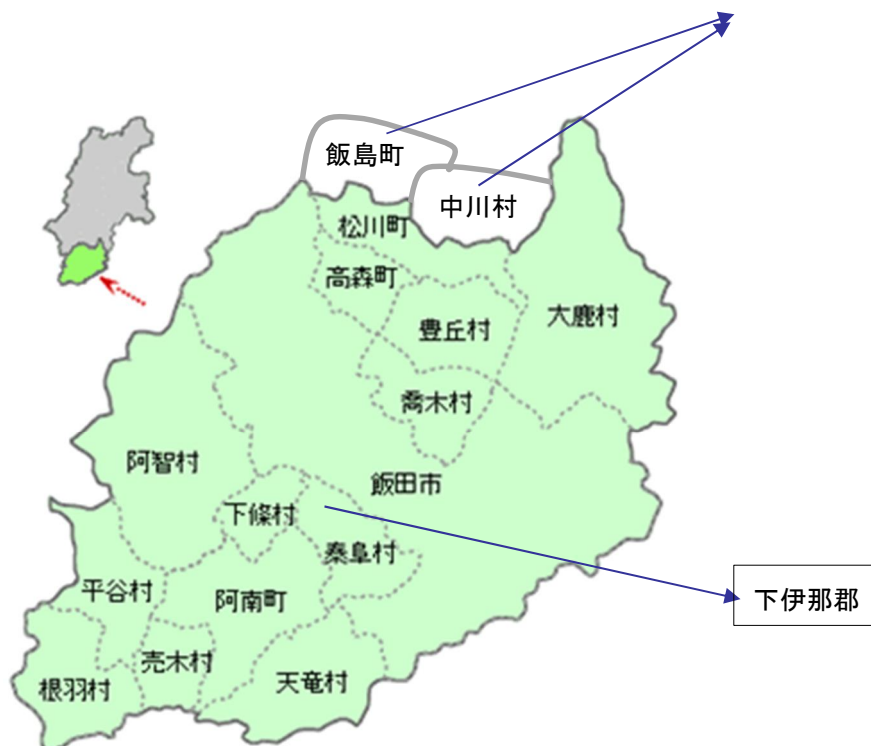 飯島町
中川村
松川町
高森町
大鹿村
豊丘村
喬木村
阿智村
飯田市
下條村
秦阜村
平谷村
阿南町
下伊那郡
売木村
根羽村
天竜村